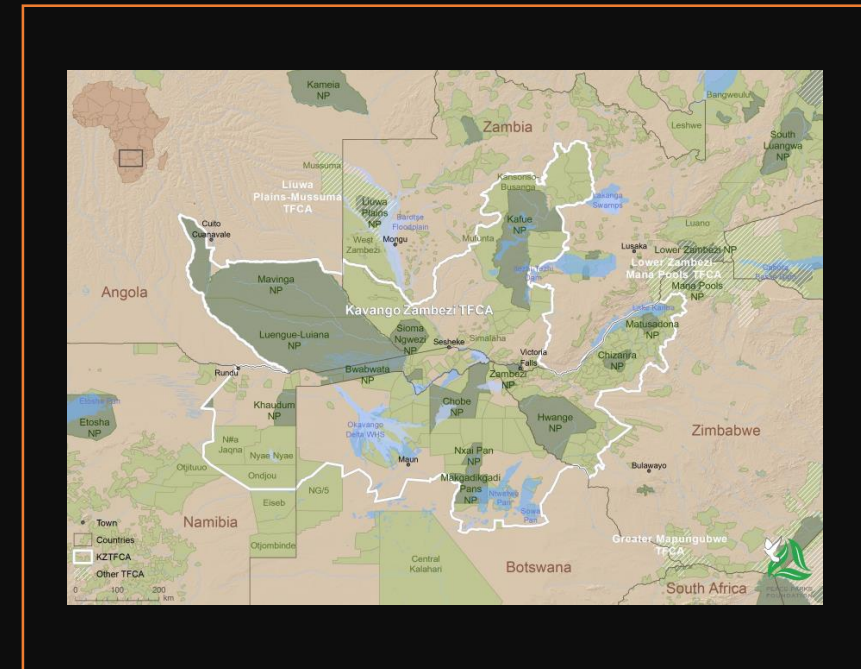 Kameia
NP
Bangweulu
Zambia
Leshwe
South
Luangwa
NP
Mussuma
Liuwa
Plains-Mussuma
TFCA
Liuwa
Plains
NP
Kansonso-
Busanga
Barotse
Floodplain
Kafue
NP
Lukanga
Swamps
Luano
Cuito
Cuanavale
West
Zambezi
Mongu
Mulunta
Lusaka
Lower Zambezi NP
Lower Zambezi-
Mana Pools TFCA
Mana Pools
NP
Angola
Mavinga
NP
Kavango Zambezi TFCA
Lake Kariba
Matusadona
NP
Luengue-Luiana
NP
Sioma
Ngwezi
NP
Sesheke
Simalaha
Victoria
Falls
Chizarira
NP
Rundu
Bwabwata
NP
Zambezi
NP
Etosha Pan
Etosha
NP
Khaudum
NP
Chobe
NP
Hwange
NP
Okavango
Delta WHS
Zimbabwe
N#a
Jaqna
Nyae Nyae
Nxai Pan
NP
Otjituuo
Ondjou
Maun
Makgadikgadi
Pans
NP
Ntwetwe
Pan
Sowa
Pan
Bulawayo
NG/5
Eiseb
Namibia
Otjombinde
Central
Kalahari
Botswana
Greater Mapungubwe
TFCA
South Africa
Town
Countries
KZTFCA
Other TFCA
0 100 200
km
PEACE PARKS
FOUNDATION